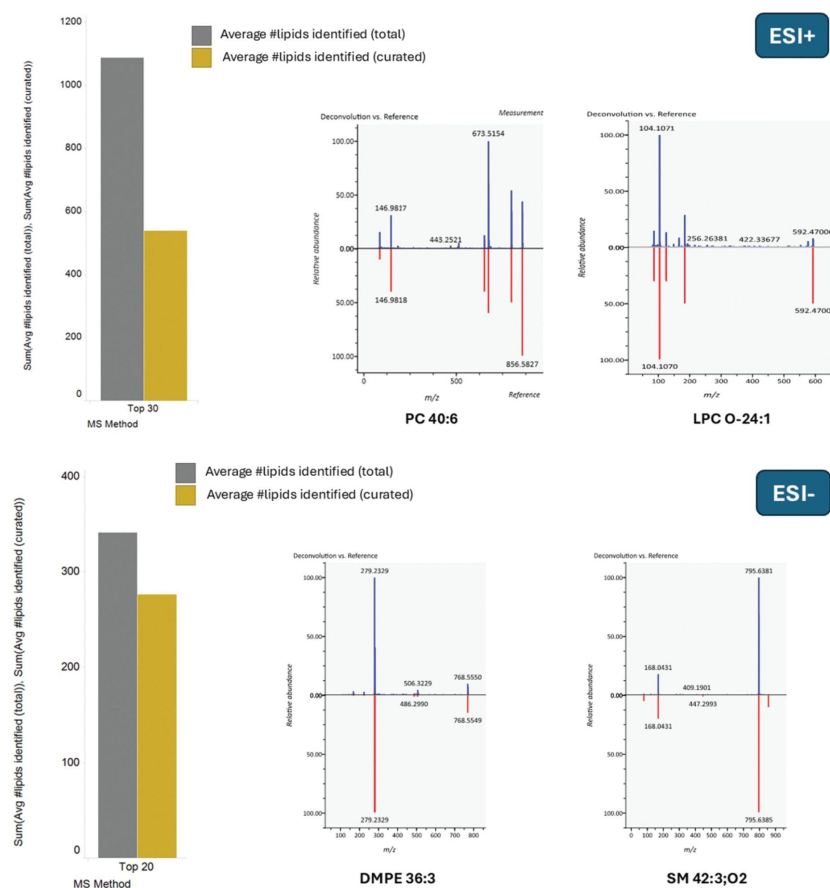 1200
1000
800
600
400
200
0
Sum(Avg #lipids identified (total)), Sum(Avg #lipids identified (curated))
Top 30
MS Method
Average #lipids identified (total)
Average #lipids identified (curated)
ESI+
Measurement
Deconvolution vs. Reference
100.00
50.00
0.00
50.00
100.00
Relative abundance
673.5154
146.9817
443.2521
146.9818
856.5827
0
500
m/z
Reference
PC 40:6
Deconvolution vs. Reference
100.00
50.00
0.00
50.00
100.00
Relative abundance
104.1071
256.26381
422.33677
592.4700
592.4700
104.1070
100
200
300
400
500
600
m/z
LPC O-24:1
400
300
200
100
0
Sum(Avg #lipids identified (total)), Sum(Avg #lipids identified (curated))
Top 20
MS Method
Average #lipids identified (total)
Average #lipids identified (curated)
ESI-
Deconvolution vs. Reference
100.00
50.00
0.00
50.00
100.00
Relative abundance
279.2329
506.3229
768.5550
486.2990
768.5549
279.2329
100 200 300 400 500 600 700 800
m/z
DMPE 36:3
Deconvolution vs. Reference
100.00
50.00
0.00
50.00
100.00
Relative abundance
795.6381
168.0431
409.1901
447.2993
168.0431
795.6385
0 100 200 300 400 500 600 700 800 900
m/z
SM 42:3;O2